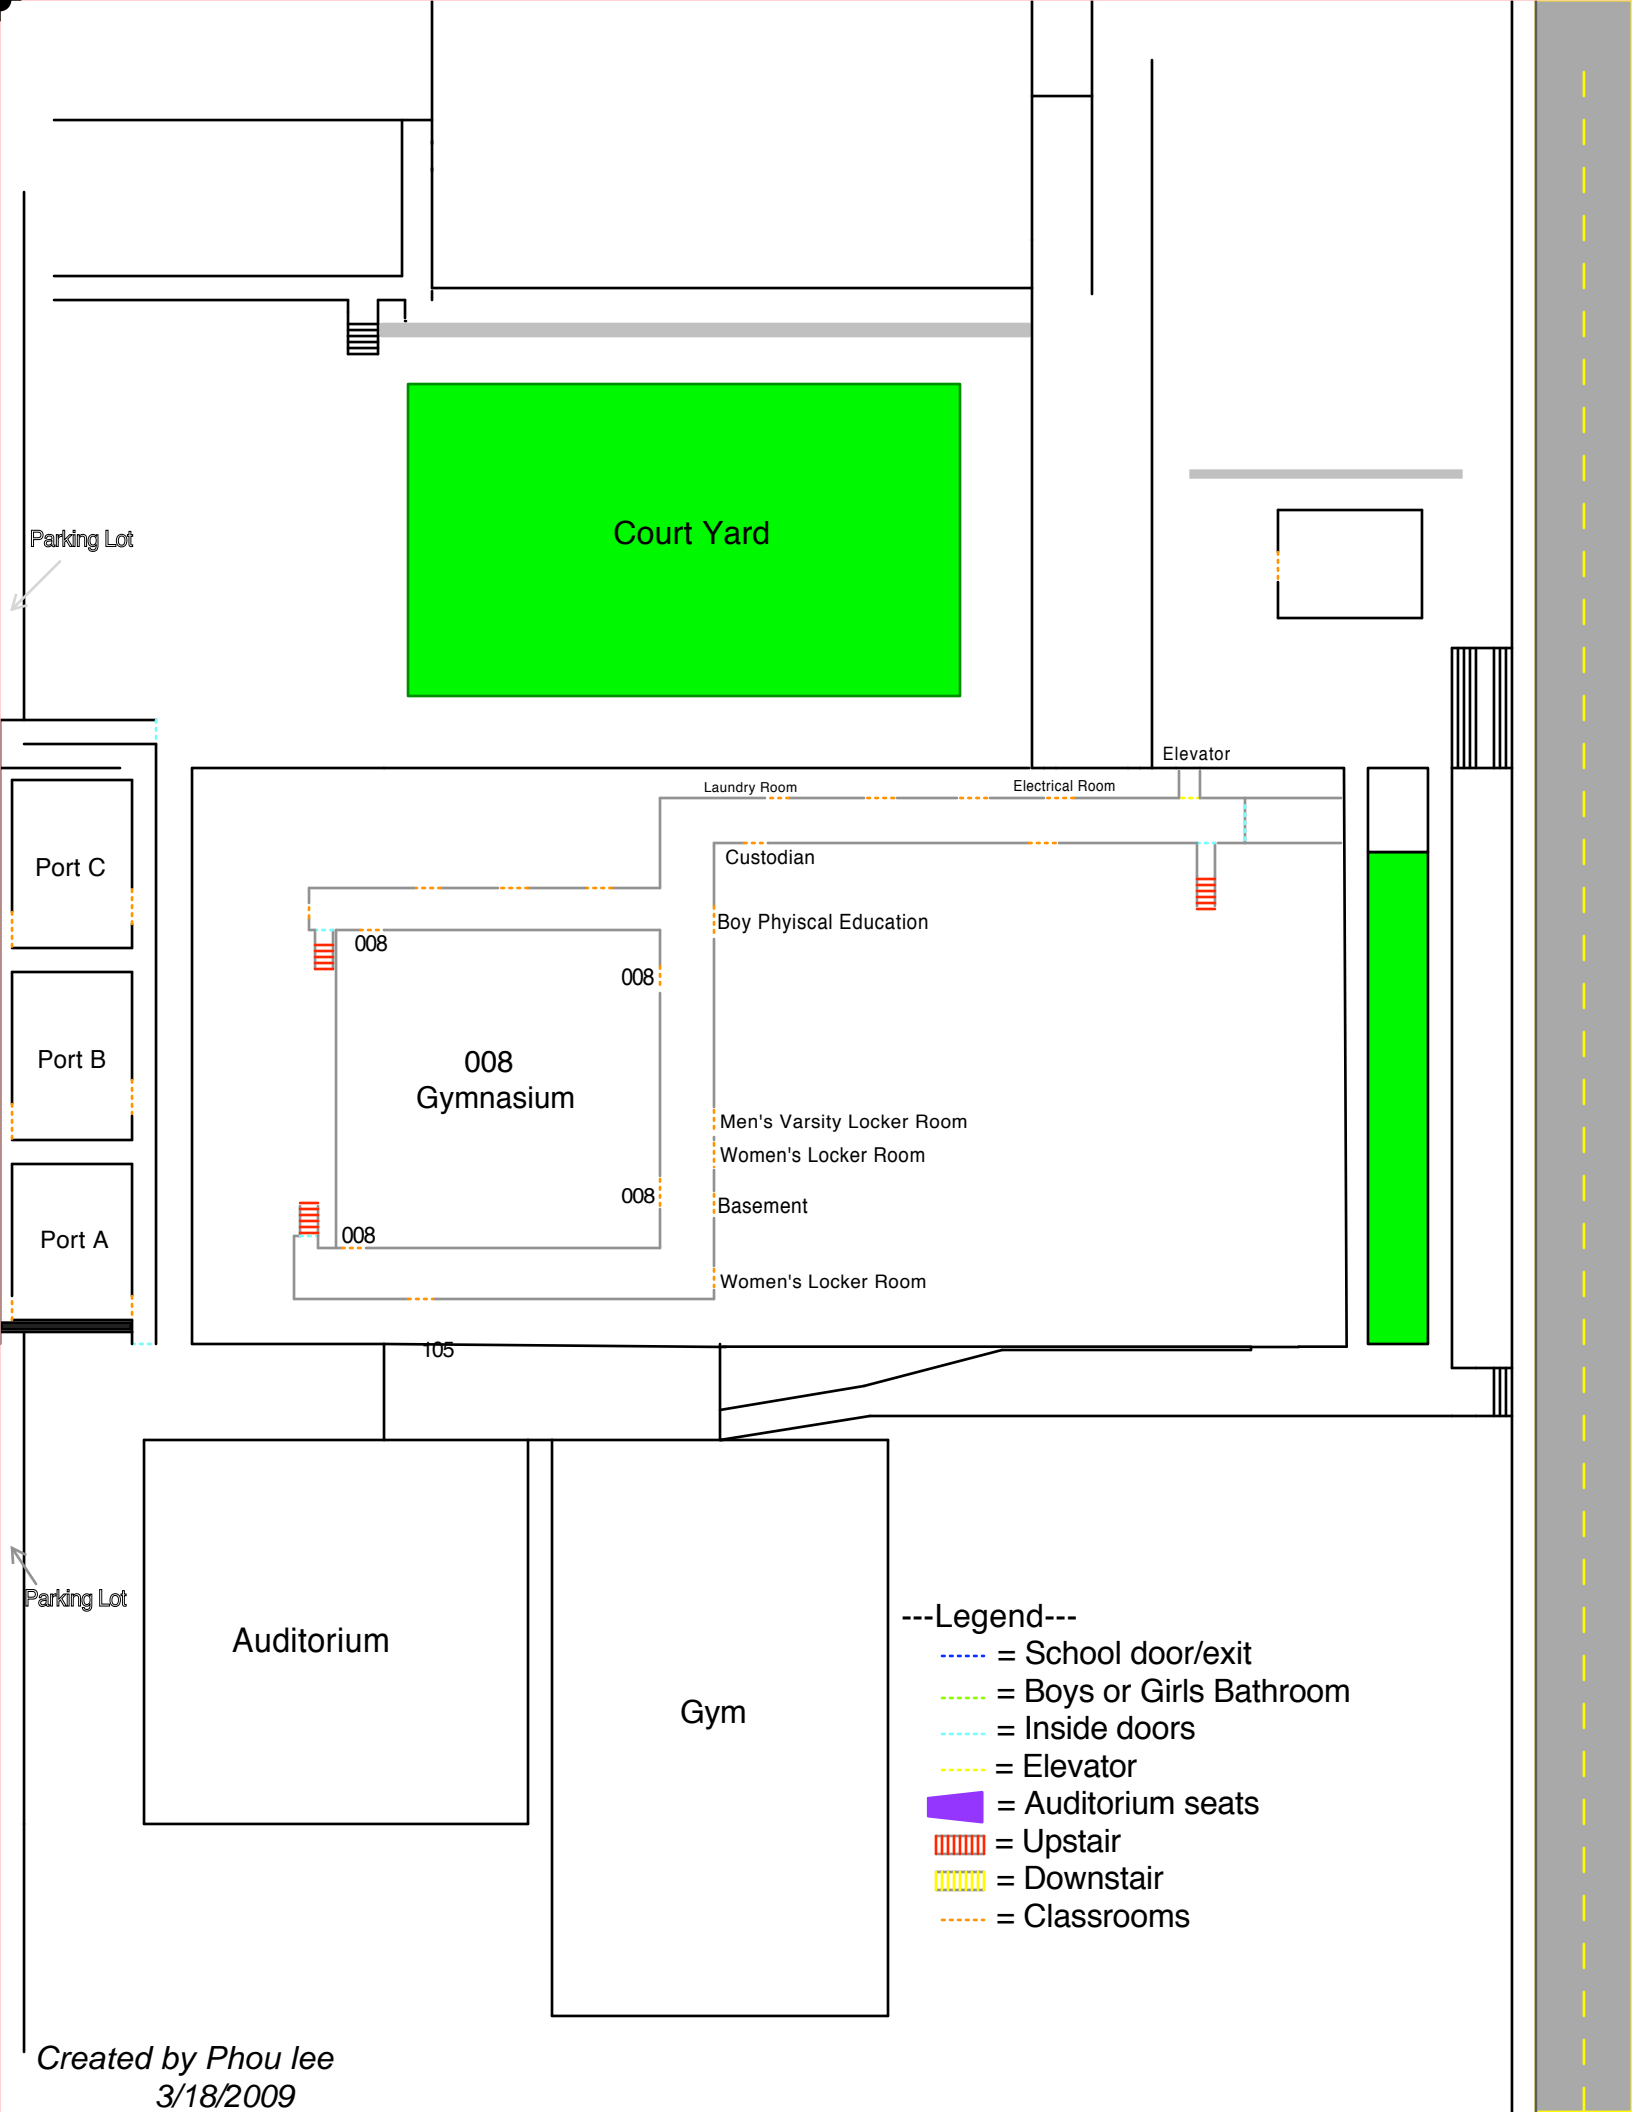 Court Yard
Parking Lot
Elevator
Laundry Room
Electrical Room
Custodian
Port C
Boy Phyiscal Education
008
008
Port B
008
Gymnasium
Men's Varsity Locker Room
Women's Locker Room
008
Basement
Port A
008
Women's Locker Room
105
Parking Lot
Auditorium
Gym
---Legend---
= School door/exit
= Boys or Girls Bathroom
= Inside doors
= Elevator
= Auditorium seats
= Upstair
= Downstair
= Classrooms
Created by Phou lee
3/18/2009